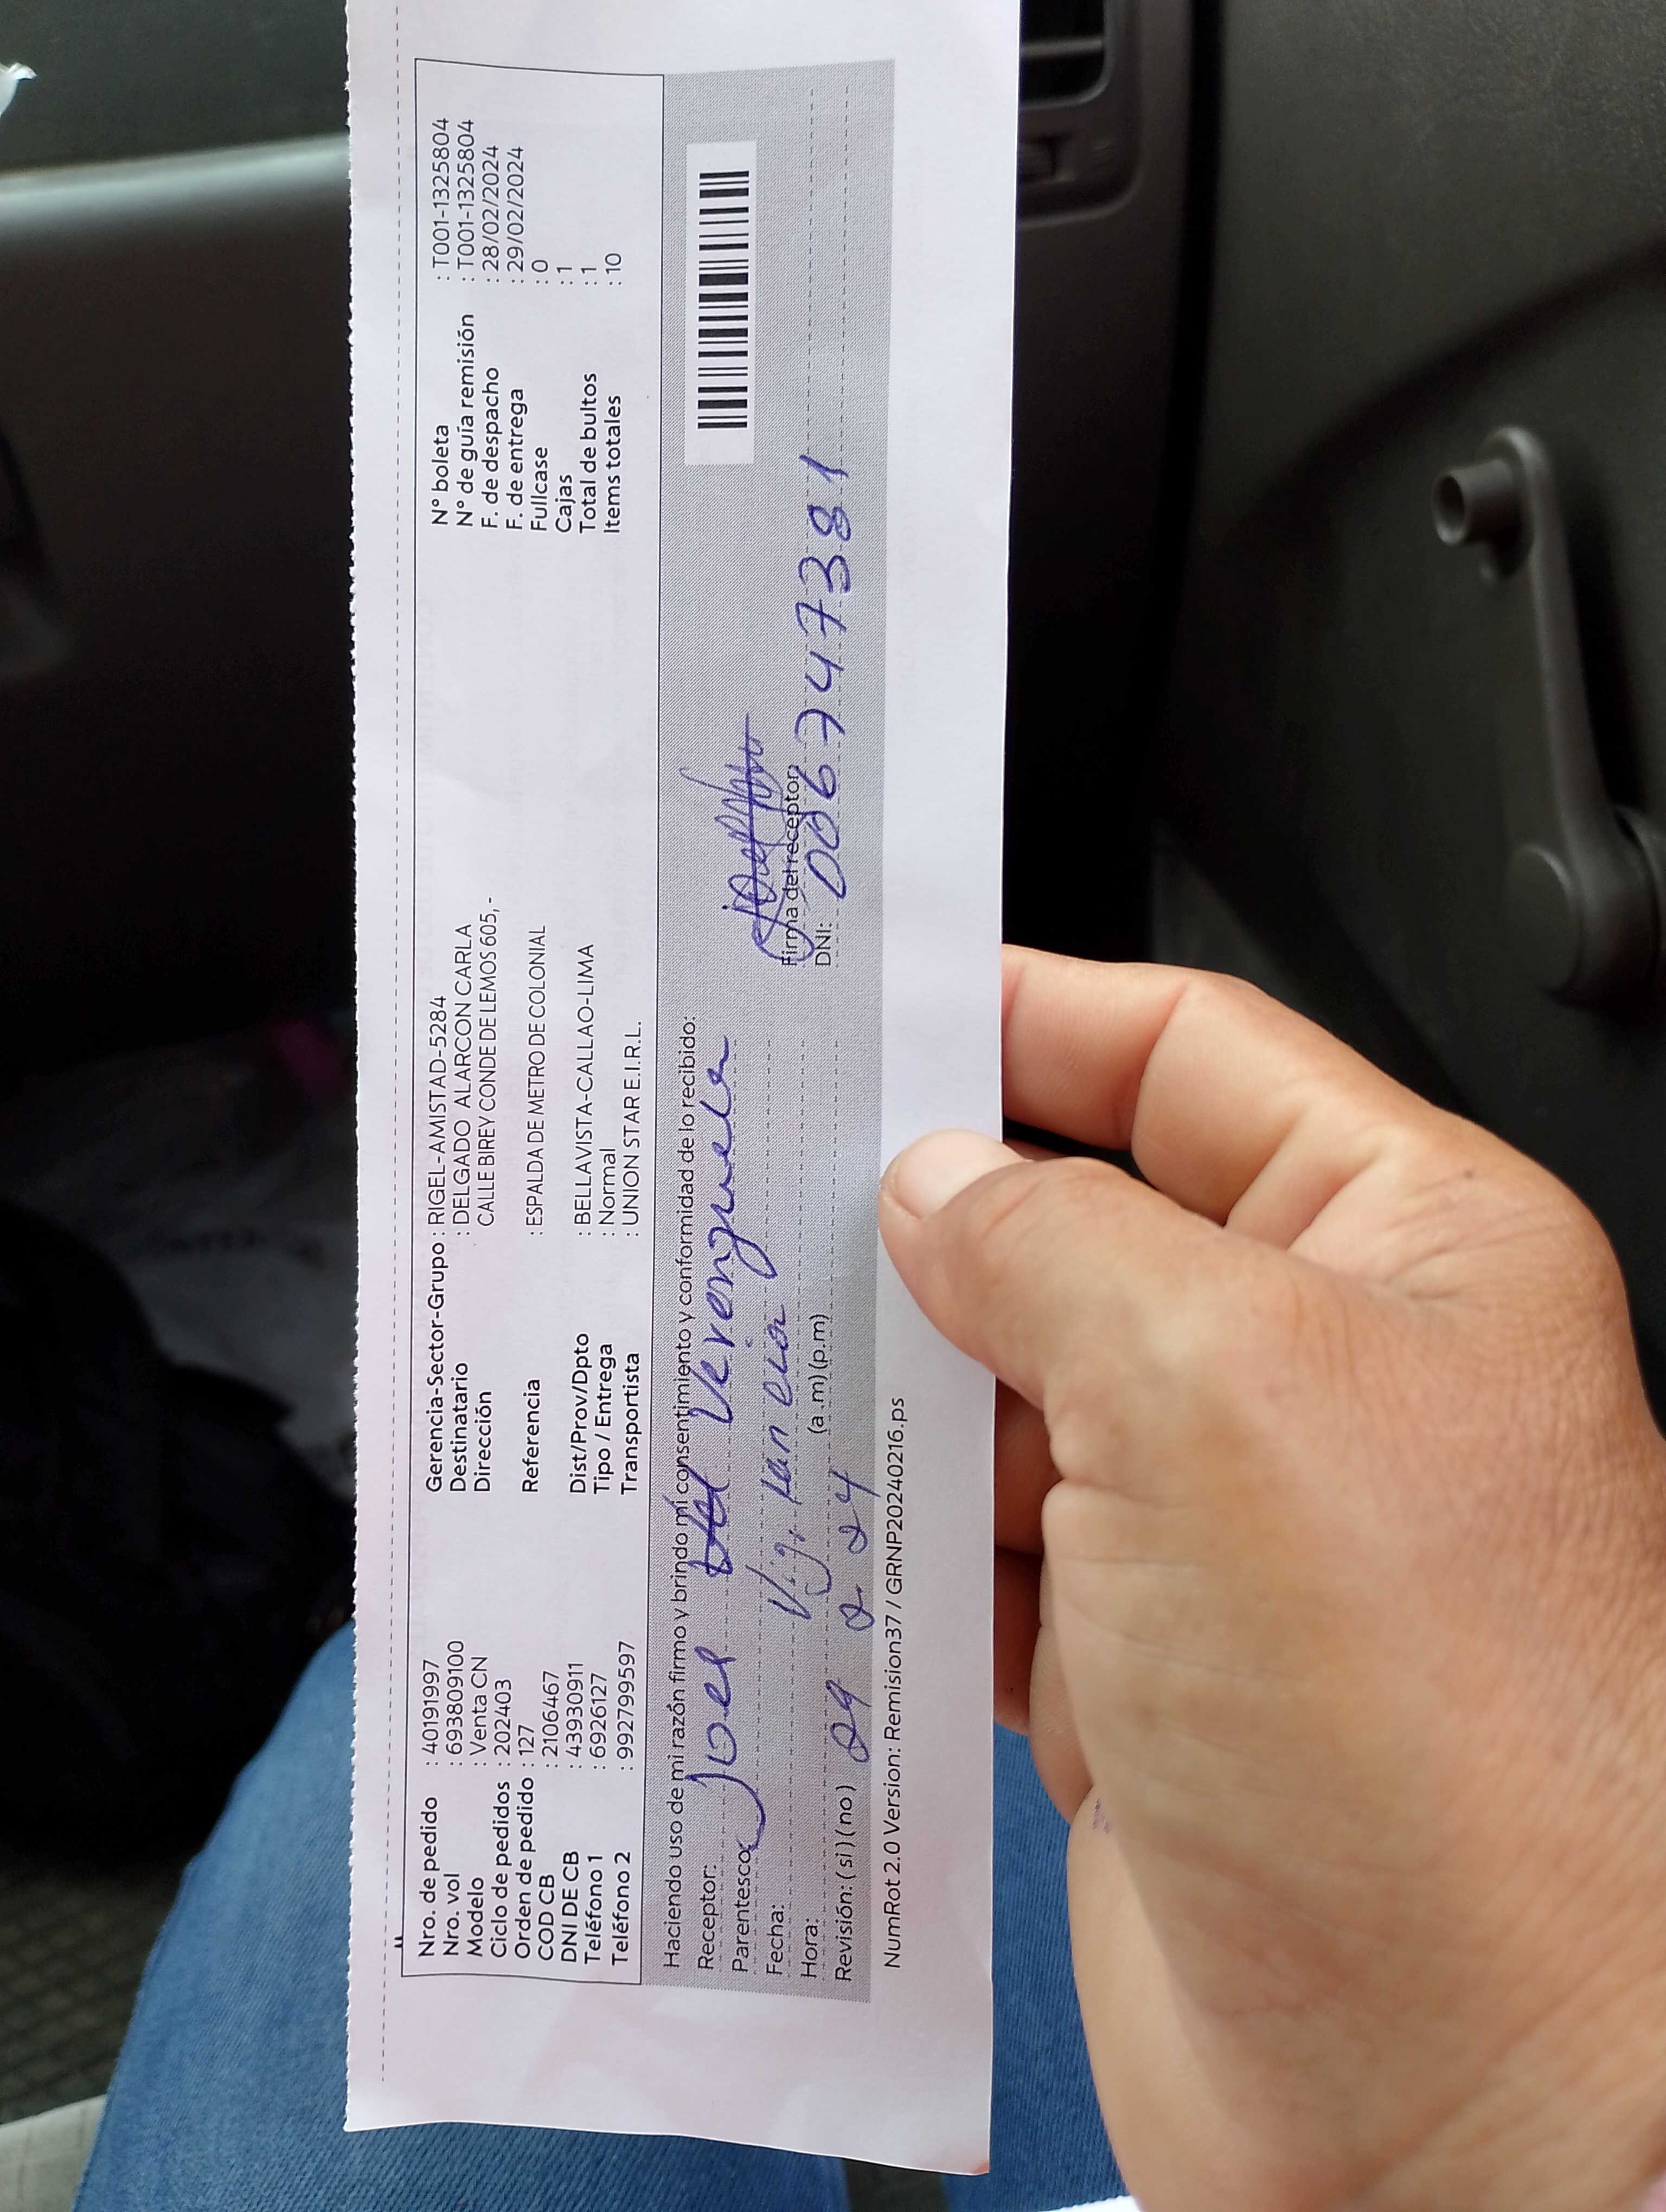 Nro. de pedido : 40191997
Nro. vol : 693809100
Modelo : Venta CN
Ciclo de pedidos : 202403
Orden de pedido : 127
COD CB : 2106467
DNI DE CB : 43930911
Teléfono 1 : 6926127
Teléfono 2 : 992799597
Gerencia-Sector-Grupo : RIGEL-AMISTAD-5284
Destinatario : DELGADO ALARCON CARLA
Dirección CALLE BIREY CONDE DE LEMOS 605,-
Referencia : ESPALDA DE METRO DE COLONIAL
Dist/Prov/Dpto : BELLAVISTA-CALLAO-LIMA
Tipo / Entrega : Normal
Transportista : UNION STAR E.I.R.L.
N° boleta : T001-1325804
N° de guía remisión : T001-1325804
F. de despacho : 28/02/2024
F. de entrega : 29/02/2024
Fullcase : 0
Cajas : 1
Total de bultos : 1
Items totales : 10
Haciendo uso de mi razón firmo y brindo mí consentimiento y conformidad de lo recibido:
Receptor: Joel Verenguela
Parentesco:
Fecha: Vigilancia
Hora: (a .m) (p.m)
Revisión: ( si ) ( no ) 29 2 24
Firma del receptor
DNI: 006747381
NumRot 2.0 Version: Remision37 / GRNP20240216.ps